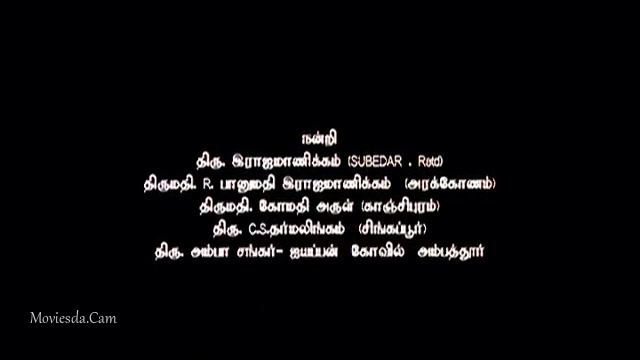 நன்றி
திரு. இராஜமாணிக்கம் (SUBEDAR . Retd)
திருமதி. R. பானுமதி இராஜமாணிக்கம் (அரக்கோணம்)
திருமதி. கோமதி அருள் (காஞ்சிபுரம்)
திரு. C.S.தர்மலிங்கம் (சிங்கப்பூர்)
திரு. அம்பா சங்கர்- ஐயப்பன் கோவில் அம்பத்தூர்
Moviesda.Cam